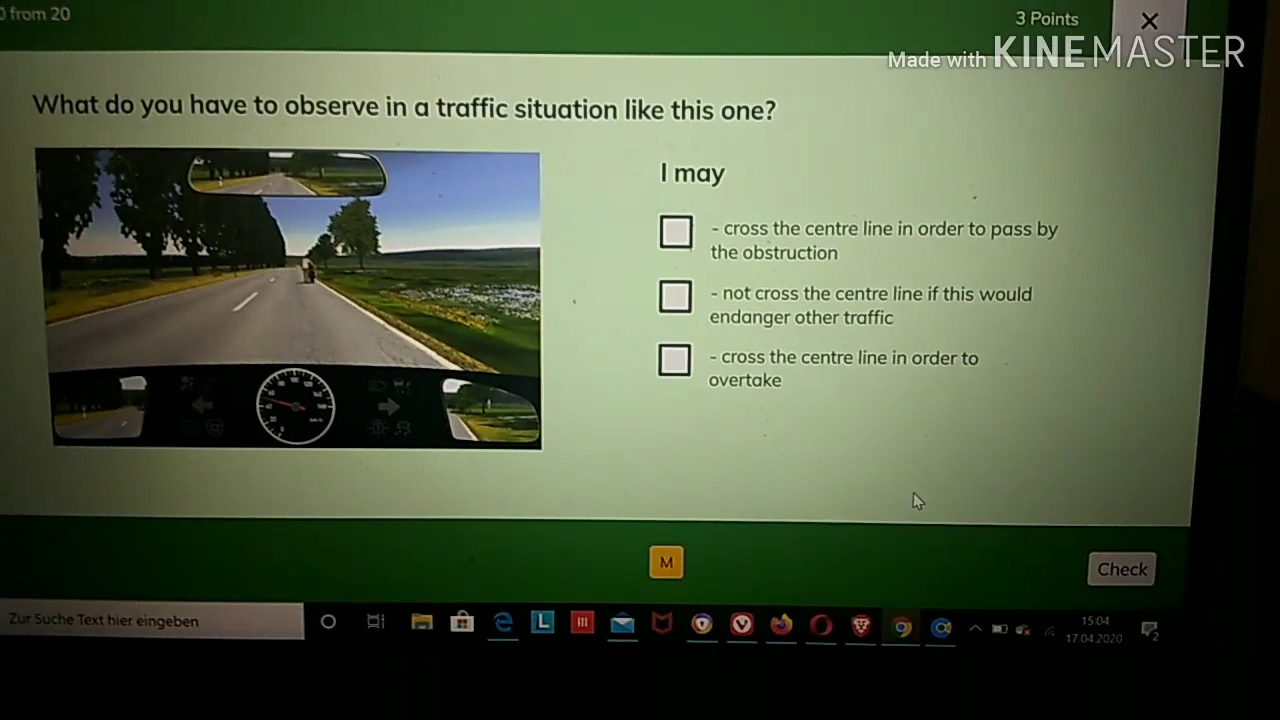 from 20
3 Points
Made with KINEMASTER
What do you have to observe in a traffic situation like this one?
I may
- cross the centre line in order to pass by
the obstruction
- not cross the centre line if this would
endanger other traffic
- cross the centre line in order to
overtake
M
Check
Zur Suche Text hier eingeben
15:04
17.04.2020
2